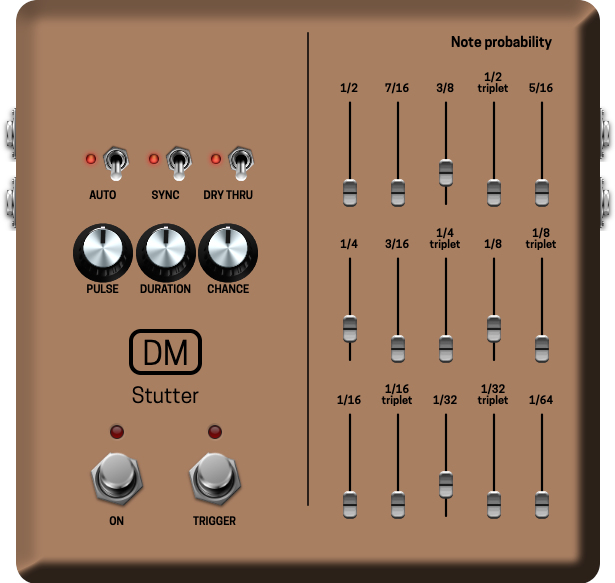 Note probability
1/2 7/16 3/8 1/2 triplet 5/16
AUTO SYNC DRY THRU
1/4 3/16 1/4 triplet 1/8 1/8 triplet
PULSE DURATION CHANCE
DM
Stutter
1/16 1/16 triplet 1/32 1/32 triplet 1/64
ON TRIGGER